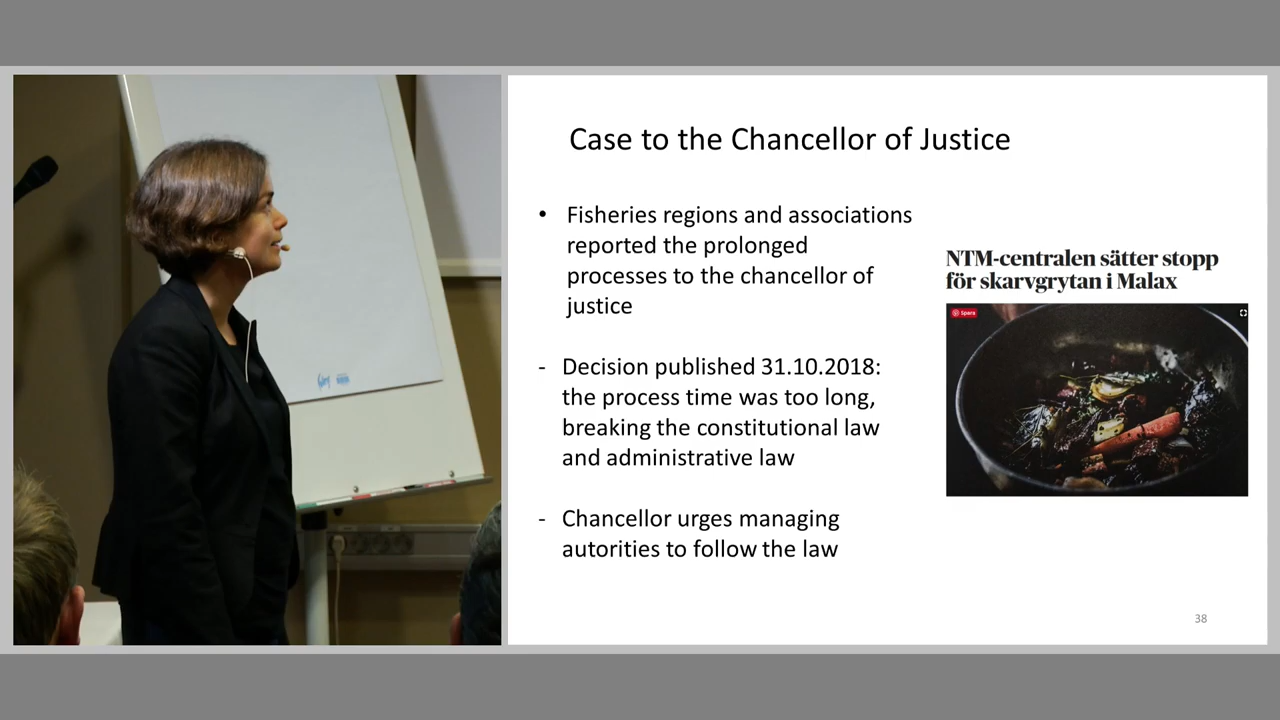 Case to the Chancellor of Justice
• Fisheries regions and associations
reported the prolonged
processes to the chancellor of
justice
- Decision published 31.10.2018:
the process time was too long,
breaking the constitutional law
and administrative law
- Chancellor urges managing
autorities to follow the law
NTM-centralen sätter stopp
för skarvgrytan i Malax
Spara
38